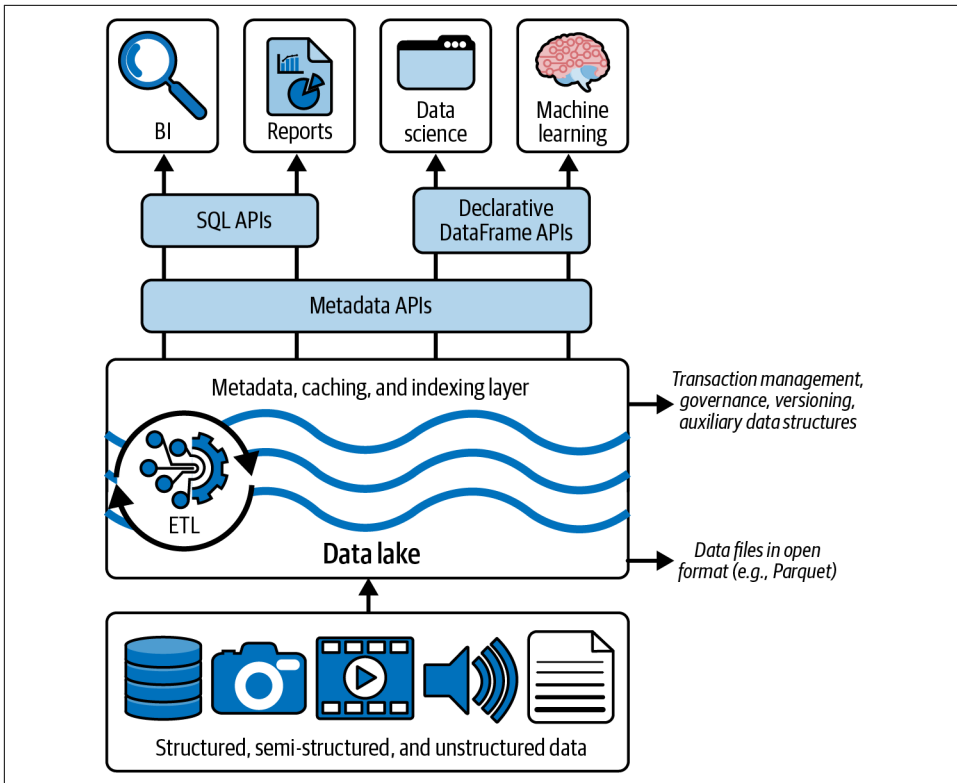 BI
Reports
Data
science
Machine
learning
SQL APIs
Declarative
DataFrame APIs
Metadata APIs
Metadata, caching, and indexing layer
Transaction management,
governance, versioning,
auxiliary data structures
ETL
Data lake
Data files in open
format (e.g., Parquet)
Structured, semi-structured, and unstructured data